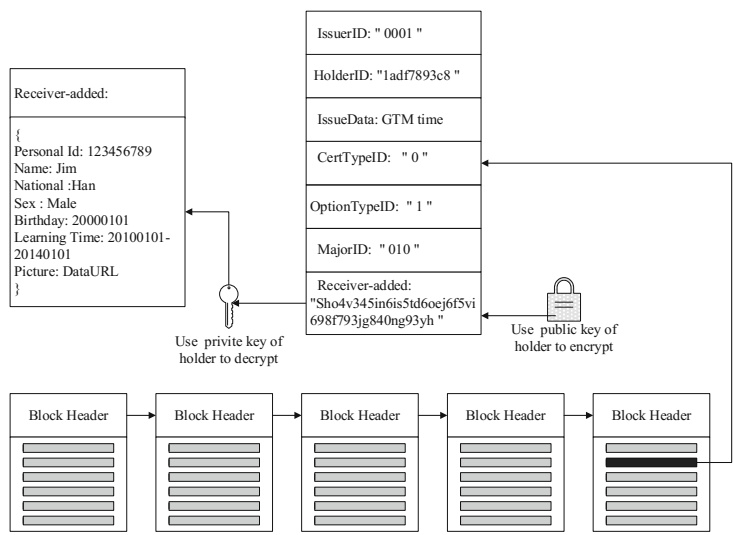 IssuerID: " 0001 "
HolderID: "1adf7893c8 "
IssueData: GTM time
CertTypeID: " 0 "
OptionTypeID: " 1 "
MajorID: " 010 "
Receiver-added:
"Sho4v345in6is5td6oej6f5vi
698f793jg840ng93yh "
Receiver-added:
{
Personal Id: 123456789
Name: Jim
National :Han
Sex : Male
Birthday: 20000101
Learning Time: 20100101-
20140101
Picture: DataURL
}
Use privite key of
holder to decrypt
Use public key of
holder to encrypt
Block Header
Block Header
Block Header
Block Header
Block Header